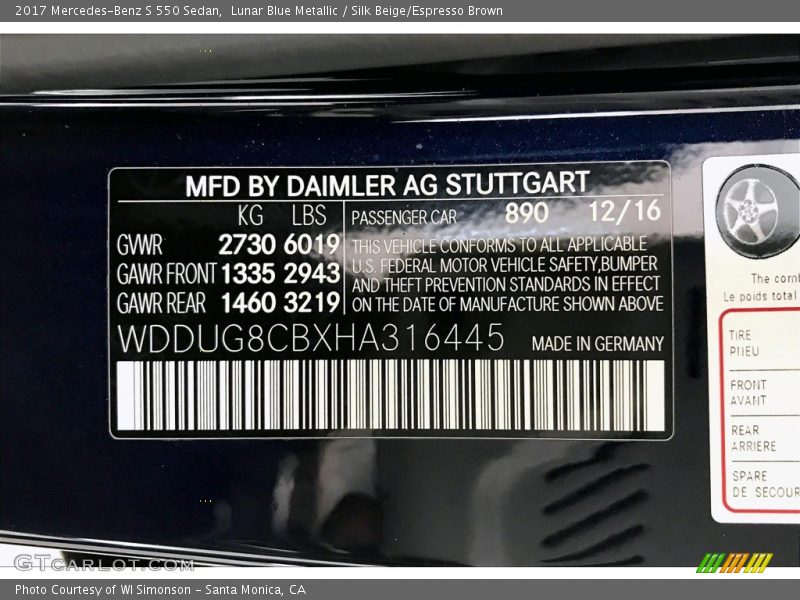 2017 Mercedes-Benz S 550 Sedan, Lunar Blue Metallic / Silk Beige/Espresso Brown
MFD BY DAIMLER AG STUTTGART
KG LBS
GVWR 2730 6019
GAWR FRONT 1335 2943
GAWR REAR 1460 3219
PASSENGER CAR 890 12/16
THIS VEHICLE CONFORMS TO ALL APPLICABLE
U.S. FEDERAL MOTOR VEHICLE SAFETY,BUMPER
AND THEFT PREVENTION STANDARDS IN EFFECT
ON THE DATE OF MANUFACTURE SHOWN ABOVE
WDDUG8CBXHA316445 MADE IN GERMANY
The
Le poids total
TIRE
PNEU
FRONT
AVANT
REAR
ARRIERE
SPARE
DE
GTCARLOT.COM
Photo Courtesy of WI Simonson - Santa Monica, CA